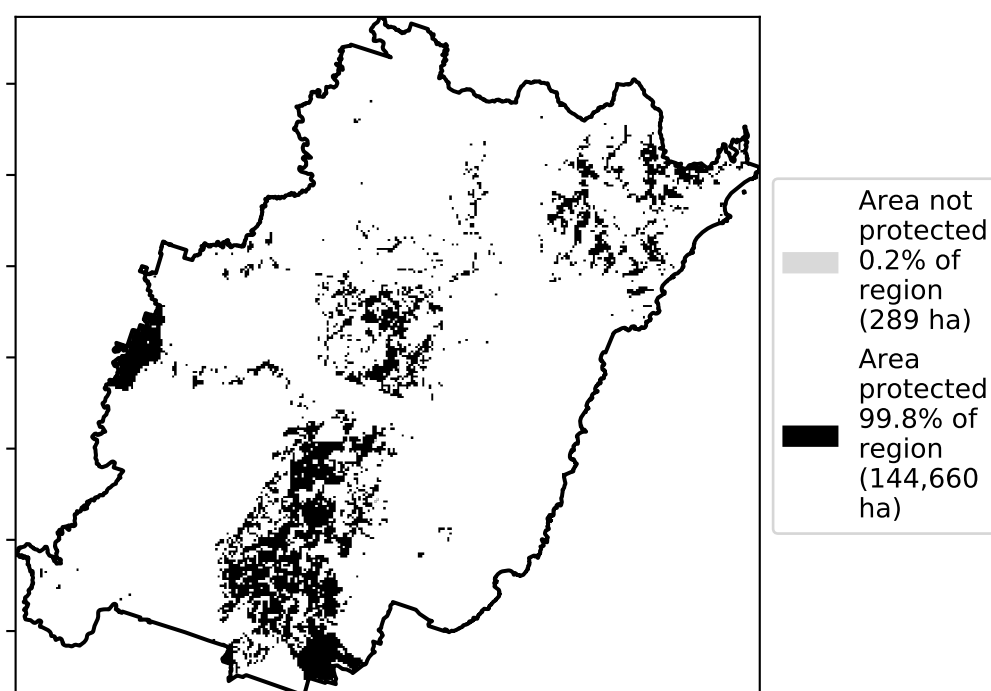 Area not
protected
0.2% of
region
(289 ha)
Area
protected
99.8% of
region
(144,660
ha)